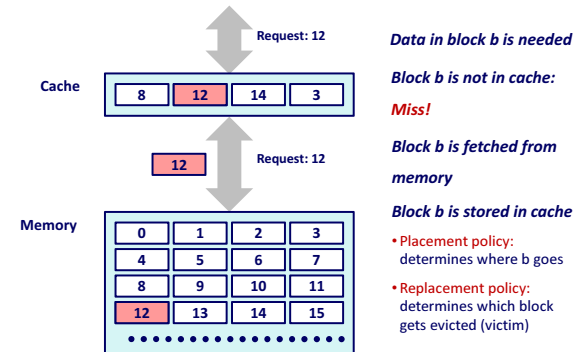 Request: 12
Data in block b is needed
Cache
8 12 14 3
Block b is not in cache:
Miss!
12
Request: 12
Block b is fetched from
memory
Memory
Block b is stored in cache
0 1 2 3
4 5 6 7
8 9 10 11
12 13 14 15
• Placement policy:
determines where b goes
• Replacement policy:
determines which block
gets evicted (victim)